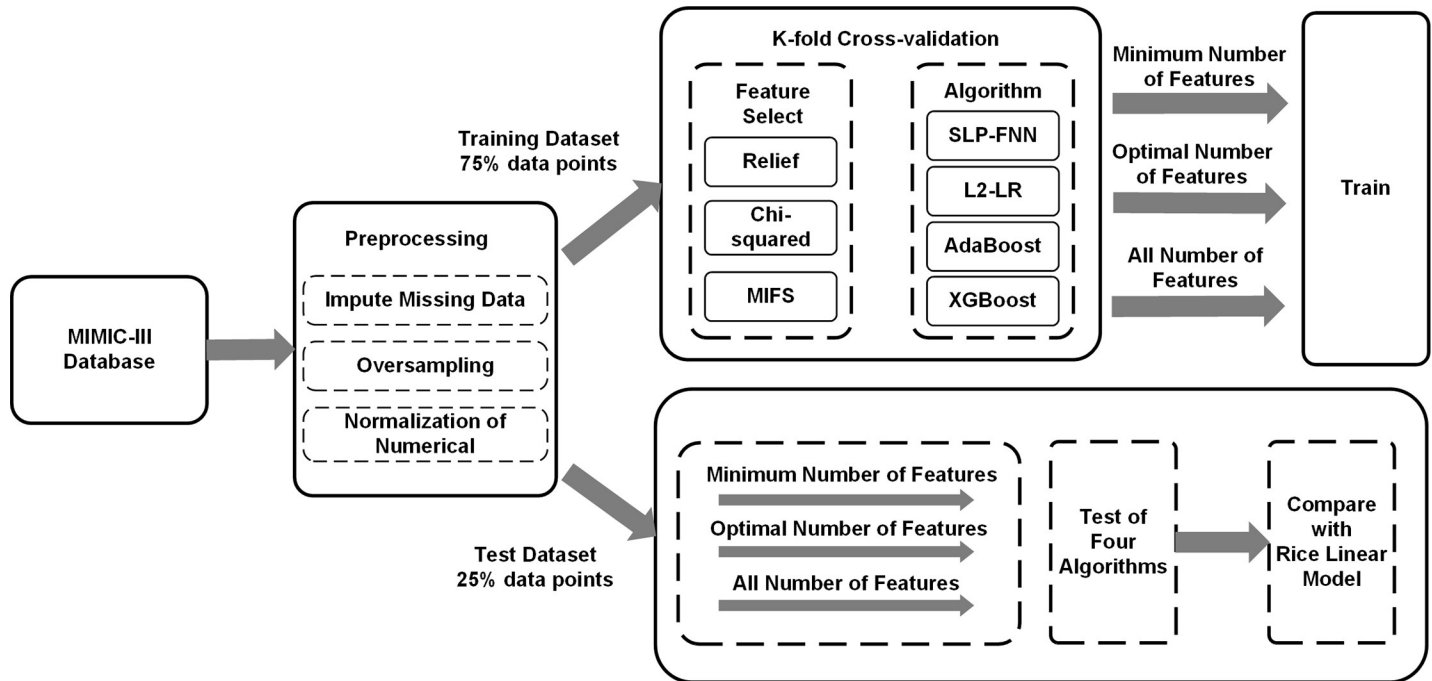 MIMIC-III
Database
Preprocessing
Impute Missing Data
Oversampling
Normalization of
Numerical
Training Dataset
75% data points
Test Dataset
25% data points
K-fold Cross-validation
Feature
Select
Relief
Chi-
squared
MIFS
Algorithm
SLP-FNN
L2-LR
AdaBoost
XGBoost
Minimum Number
of Features
Optimal Number
of Features
All Number of
Features
Train
Minimum Number of Features
Optimal Number of Features
All Number of Features
Test of
Four
Algorithms
Compare
with
Rice Linear
Model